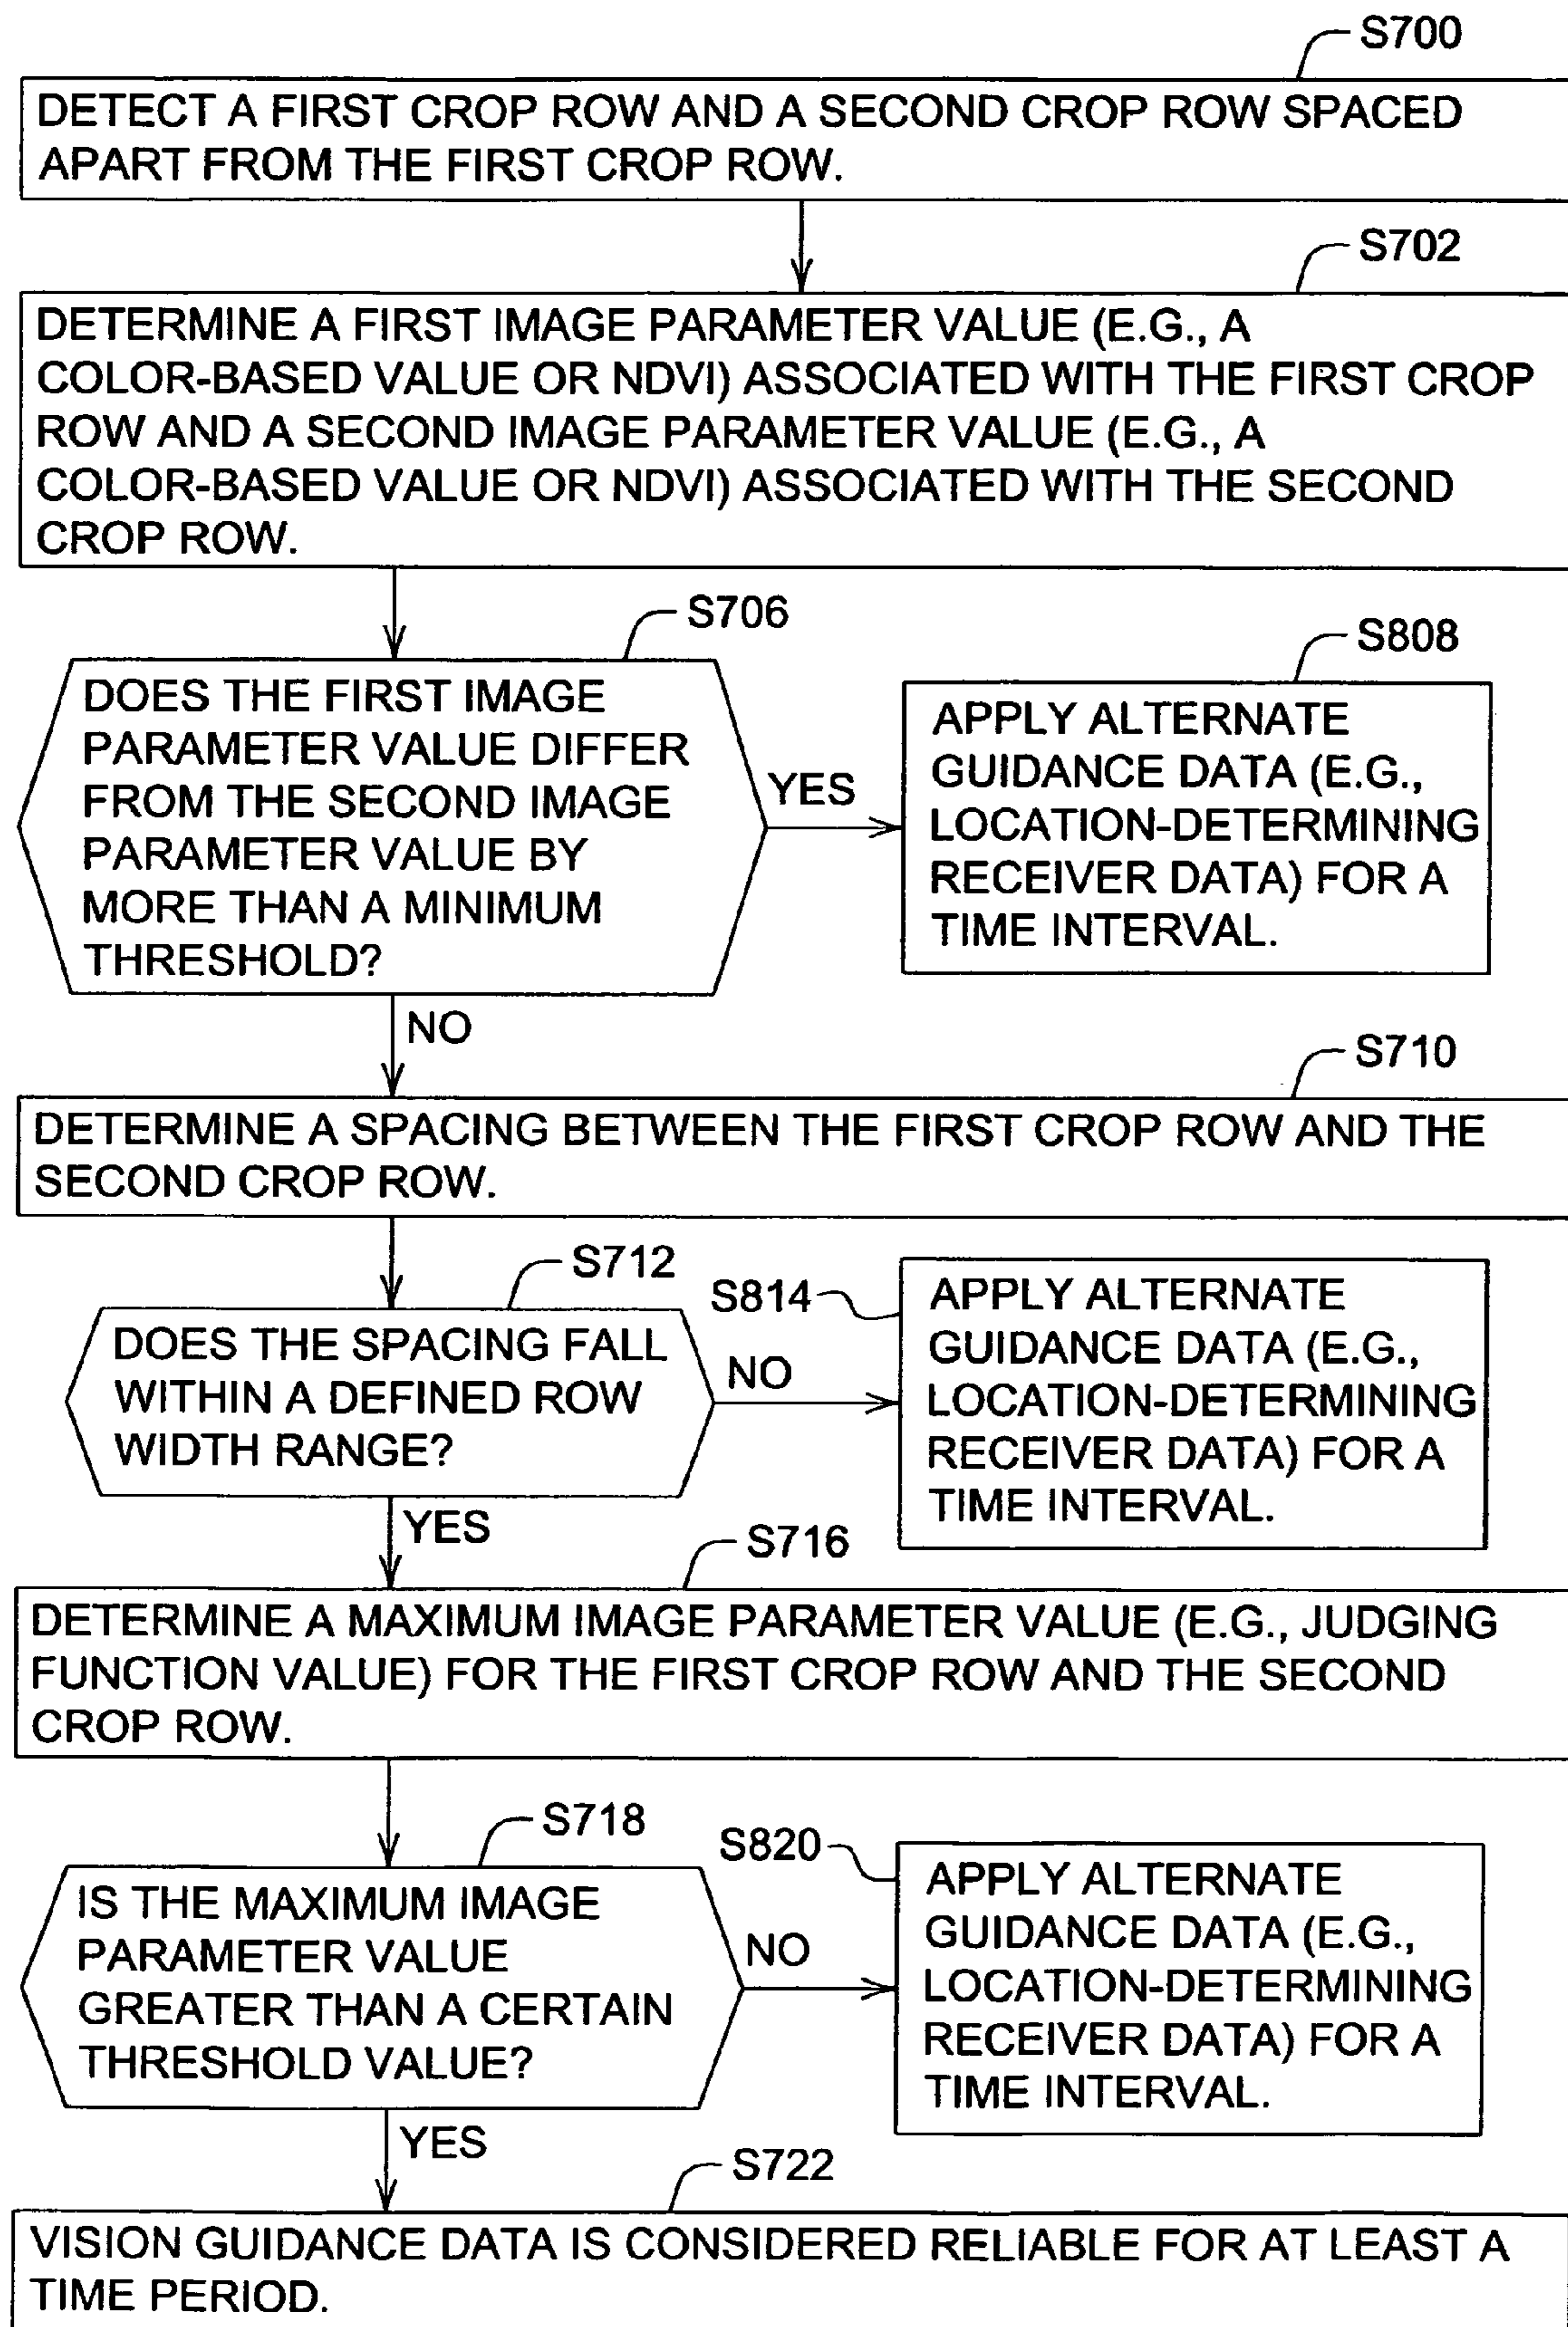 S700
DETECT A FIRST CROP ROW AND A SECOND CROP ROW SPACED
APART FROM THE FIRST CROP ROW.
S702
DETERMINE A FIRST IMAGE PARAMETER VALUE (E.G., A
COLOR-BASED VALUE OR NDVI) ASSOCIATED WITH THE FIRST CROP
ROW AND A SECOND IMAGE PARAMETER VALUE (E.G., A
COLOR-BASED VALUE OR NDVI) ASSOCIATED WITH THE SECOND
CROP ROW.
S706
DOES THE FIRST IMAGE
PARAMETER VALUE DIFFER
FROM THE SECOND IMAGE
PARAMETER VALUE BY
MORE THAN A MINIMUM
THRESHOLD?
YES
S808
APPLY ALTERNATE
GUIDANCE DATA (E.G.,
LOCATION-DETERMINING
RECEIVER DATA) FOR A
TIME INTERVAL.
NO
S710
DETERMINE A SPACING BETWEEN THE FIRST CROP ROW AND THE
SECOND CROP ROW.
S712
DOES THE SPACING FALL
WITHIN A DEFINED ROW
WIDTH RANGE?
NO
S814
APPLY ALTERNATE
GUIDANCE DATA (E.G.,
LOCATION-DETERMINING
RECEIVER DATA) FOR A
TIME INTERVAL.
YES
S716
DETERMINE A MAXIMUM IMAGE PARAMETER VALUE (E.G., JUDGING
FUNCTION VALUE) FOR THE FIRST CROP ROW AND THE SECOND
CROP ROW.
S718
IS THE MAXIMUM IMAGE
PARAMETER VALUE
GREATER THAN A CERTAIN
THRESHOLD VALUE?
NO
S820
APPLY ALTERNATE
GUIDANCE DATA (E.G.,
LOCATION-DETERMINING
RECEIVER DATA) FOR A
TIME INTERVAL.
YES
S722
VISION GUIDANCE DATA IS CONSIDERED RELIABLE FOR AT LEAST A
TIME PERIOD.